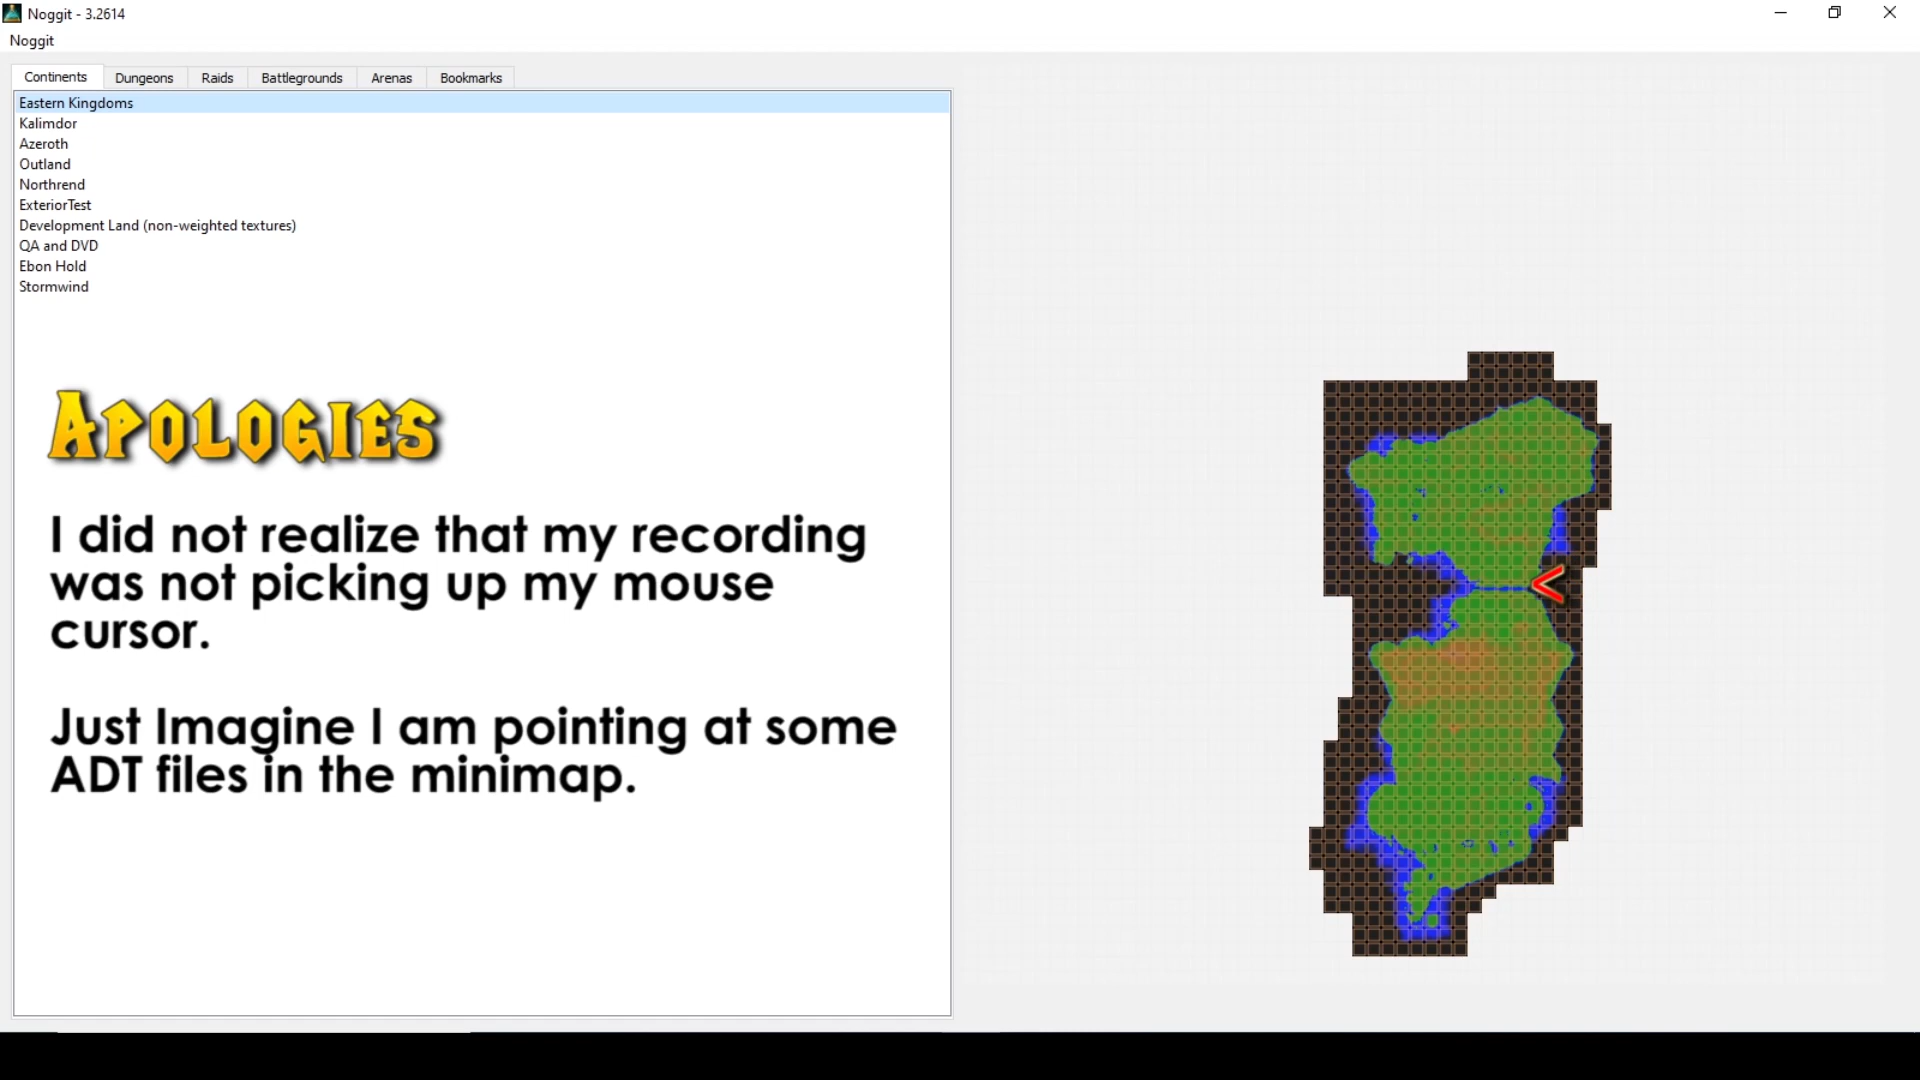 Noggit - 3.2614
Noggit
Continents Dungeons Raids Battlegrounds Arenas Bookmarks
Eastern Kingdoms
Kalimdor
Azeroth
Outland
Northrend
ExteriorTest
Development Land (non-weighted textures)
QA and DVD
Ebon Hold
Stormwind
APOLOGIES
I did not realize that my recording
was not picking up my mouse
cursor.
Just Imagine I am pointing at some
ADT files in the minimap.
<